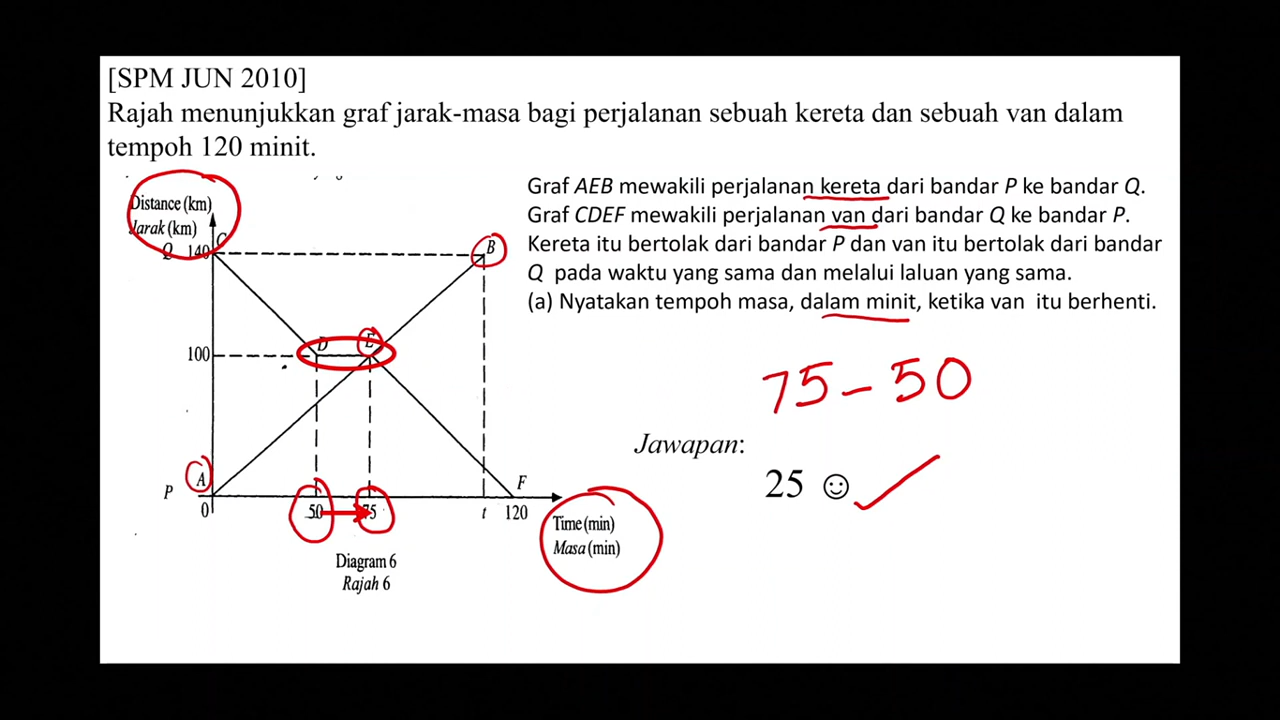 [SPM JUN 2010]
Rajah menunjukkan graf jarak-masa bagi perjalanan sebuah kereta dan sebuah van dalam
tempoh 120 minit.
Graf AEB mewakili perjalanan kereta dari bandar P ke bandar Q.
Graf CDEF mewakili perjalanan van dari bandar Q ke bandar P.
Kereta itu bertolak dari bandar P dan van itu bertolak dari bandar
Q pada waktu yang sama dan melalui laluan yang sama.
(a) Nyatakan tempoh masa, dalam minit, ketika van itu berhenti.
Distance (km)
Jarak (km)
Q 140 C
B
D E
100
A
P
F
0 50 75 t 120
Time (min)
Masa (min)
Diagram 6
Rajah 6
75 - 50
Jawapan:
25 ☺